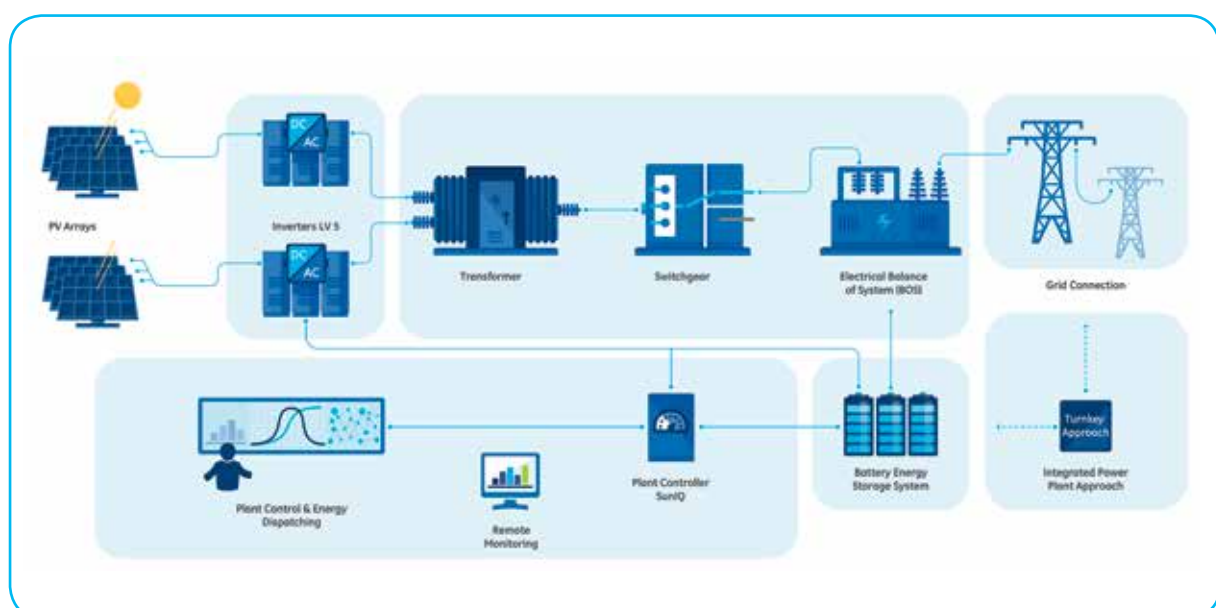 DC
AC
PV Arrays
Inverters LV 5
DC
AC
Transformer
Switchgear
Electrical Balance
of System (BOS)
Grid Connection
Plant Control & Energy
Dispatching
Remote
Monitoring
Plant Controller
SunIQ
Battery Energy
Storage System
Turnkey
Approach
Integrated Power
Plant Approach